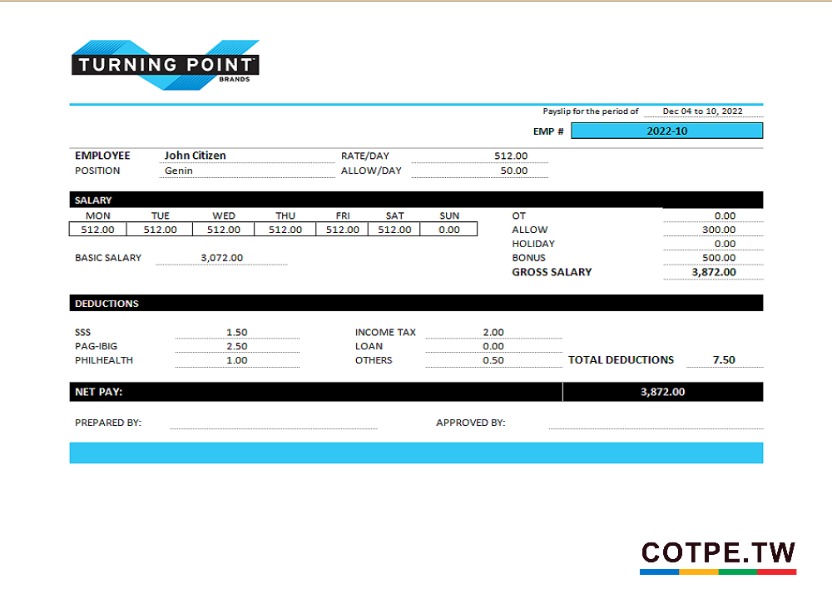 TURNING POINT
BRANDS
Payslip for the period of Dec 04 to 10, 2022
EMP # 2022-10
EMPLOYEE John Citizen RATE/DAY 512.00
POSITION Genin ALLOW/DAY 50.00
SALARY
MON TUE WED THU FRI SAT SUN OT 0.00
512.00 512.00 512.00 512.00 512.00 512.00 0.00 ALLOW 300.00
HOLIDAY 0.00
BASIC SALARY 3,072.00 BONUS 500.00
GROSS SALARY 3,872.00
DEDUCTIONS
SSS 1.50 INCOME TAX 2.00
PAG-IBIG 2.50 LOAN 0.00
PHILHEALTH 1.00 OTHERS 0.50 TOTAL DEDUCTIONS 7.50
NET PAY: 3,872.00
PREPARED BY: APPROVED BY:
COTPE.TW